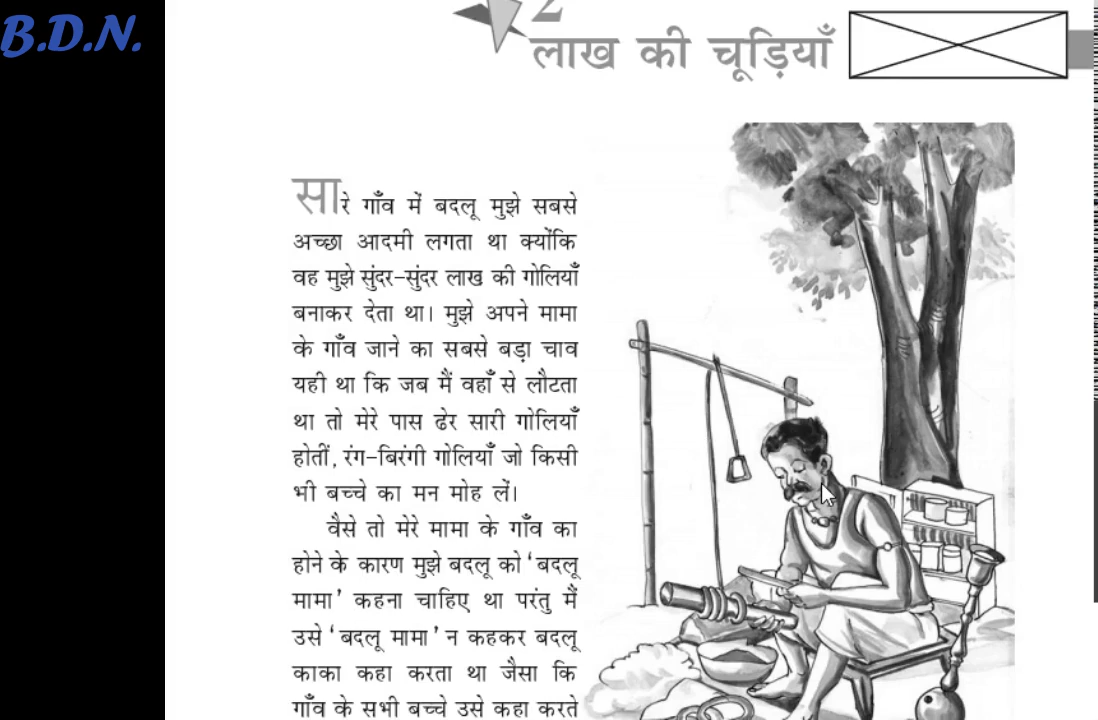 B.D.N.
2
लाख की चूड़ियाँ
सारे गाँव में बदलू मुझे सबसे
अच्छा आदमी लगता था क्योंकि
वह मुझे सुंदर-सुंदर लाख की गोलियाँ
बनाकर देता था। मुझे अपने मामा
के गाँव जाने का सबसे बड़ा चाव
यही था कि जब मैं वहाँ से लौटता
था तो मेरे पास ढेर सारी गोलियाँ
होतीं, रंग-बिरंगी गोलियाँ जो किसी
भी बच्चे का मन मोह लें।
वैसे तो मेरे मामा के गाँव का
होने के कारण मुझे बदलू को ‘बदलू
मामा’ कहना चाहिए था परंतु मैं
उसे ‘बदलू मामा’ न कहकर बदलू
काका कहा करता था जैसा कि
गाँव के सभी बच्चे उसे कहा करते